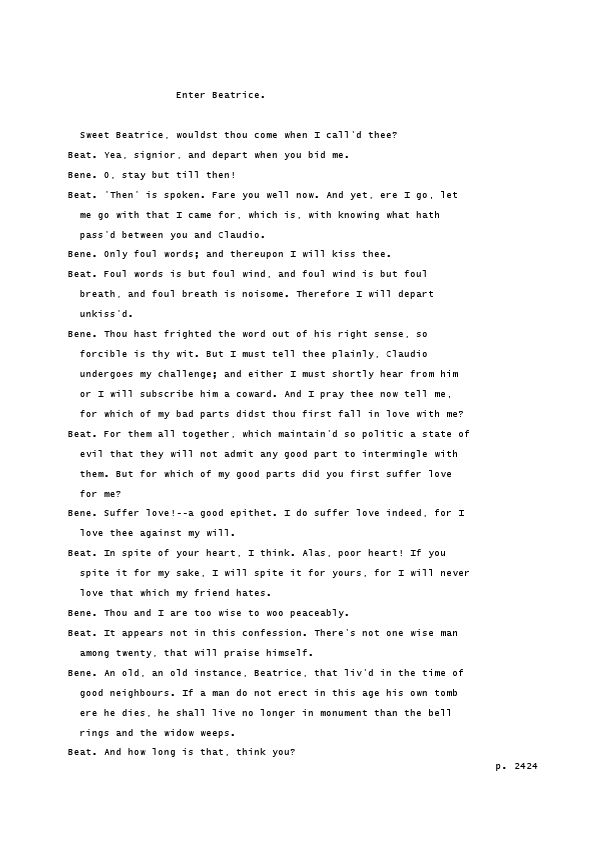 Enter Beatrice.
Sweet Beatrice, wouldst thou come when I call'd thee?
Beat. Yea, signior, and depart when you bid me.
Bene. O, stay but till then!
Beat. 'Then' is spoken. Fare you well now. And yet, ere I go, let
me go with that I came for, which is, with knowing what hath
pass'd between you and Claudio.
Bene. Only foul words; and thereupon I will kiss thee.
Beat. Foul words is but foul wind, and foul wind is but foul
breath, and foul breath is noisome. Therefore I will depart
unkiss'd.
Bene. Thou hast frighted the word out of his right sense, so
forcible is thy wit. But I must tell thee plainly, Claudio
undergoes my challenge; and either I must shortly hear from him
or I will subscribe him a coward. And I pray thee now tell me,
for which of my bad parts didst thou first fall in love with me?
Beat. For them all together, which maintain'd so politic a state of
evil that they will not admit any good part to intermingle with
them. But for which of my good parts did you first suffer love
for me?
Bene. Suffer love!--a good epithet. I do suffer love indeed, for I
love thee against my will.
Beat. In spite of your heart, I think. Alas, poor heart! If you
spite it for my sake, I will spite it for yours, for I will never
love that which my friend hates.
Bene. Thou and I are too wise to woo peaceably.
Beat. It appears not in this confession. There's not one wise man
among twenty, that will praise himself.
Bene. An old, an old instance, Beatrice, that liv'd in the time of
good neighbours. If a man do not erect in this age his own tomb
ere he dies, he shall live no longer in monument than the bell
rings and the widow weeps.
Beat. And how long is that, think you?
p. 2424